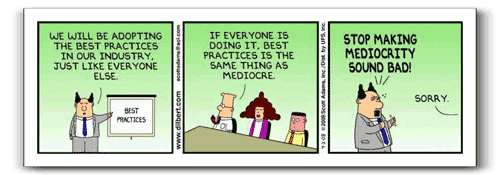 WE WILL BE ADOPTING
THE BEST PRACTICES
IN OUR INDUSTRY,
JUST LIKE EVERYONE
ELSE.
BEST
PRACTICES
www.dilbert.com
scottadams@aol.com
IF EVERYONE IS
DOING IT, BEST
PRACTICES IS THE
SAME THING AS
MEDIOCRE.
© 2008 Scott Adams, Inc./Dist. by UFS, Inc.
STOP MAKING
MEDIOCRITY
SOUND BAD!
SORRY.